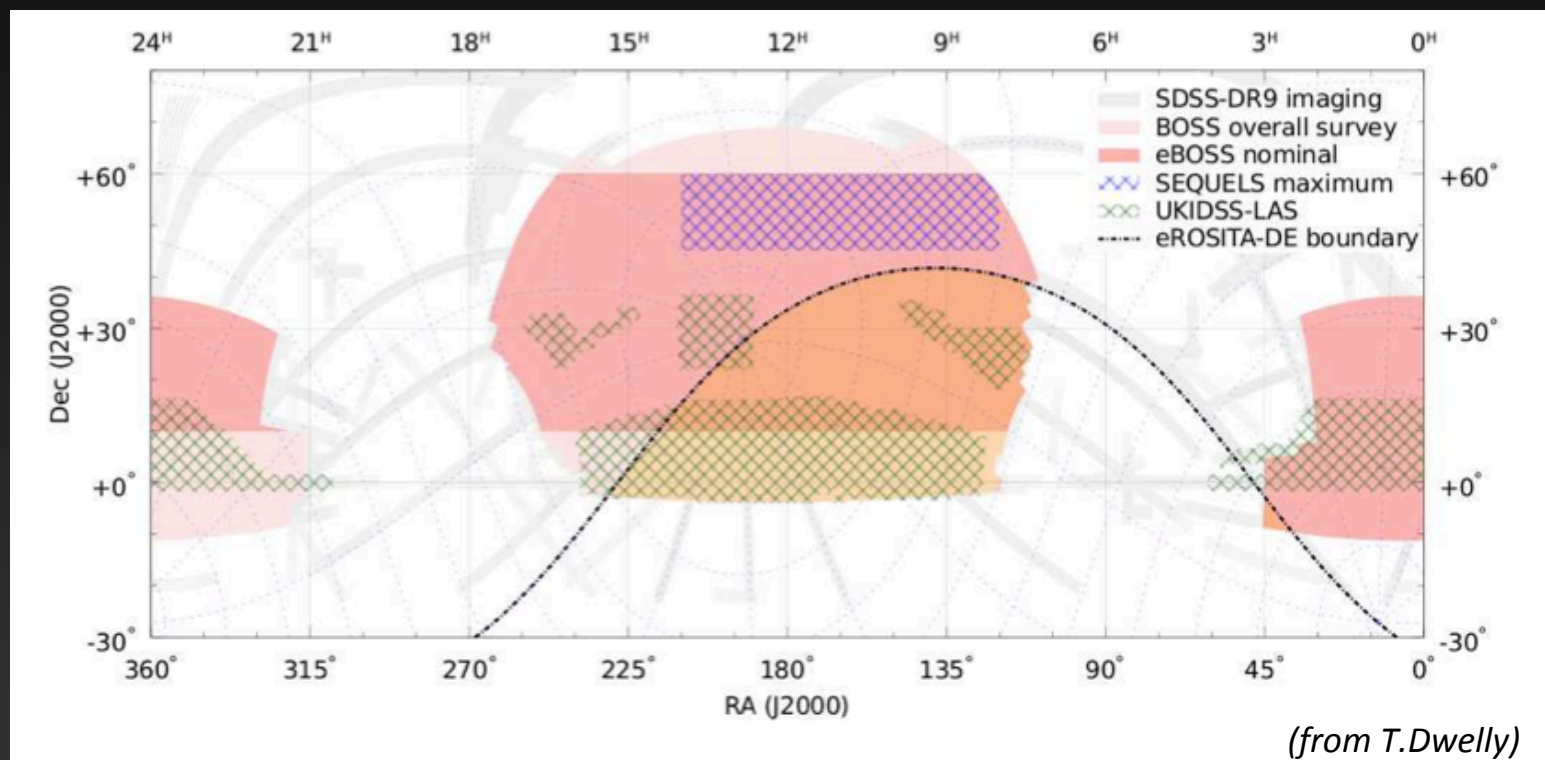 24ᴴ 21ᴴ 18ᴴ 15ᴴ 12ᴴ 9ᴴ 6ᴴ 3ᴴ 0ᴴ
SDSS-DR9 imaging
BOSS overall survey
eBOSS nominal
SEQUELS maximum
UKIDSS-LAS
eROSITA-DE boundary
+60° +60°
+30° +30°
+0° +0°
-30° -30°
Dec (J2000)
360° 315° 270° 225° 180° 135° 90° 45° 0°
RA (J2000)
(from T.Dwelly)